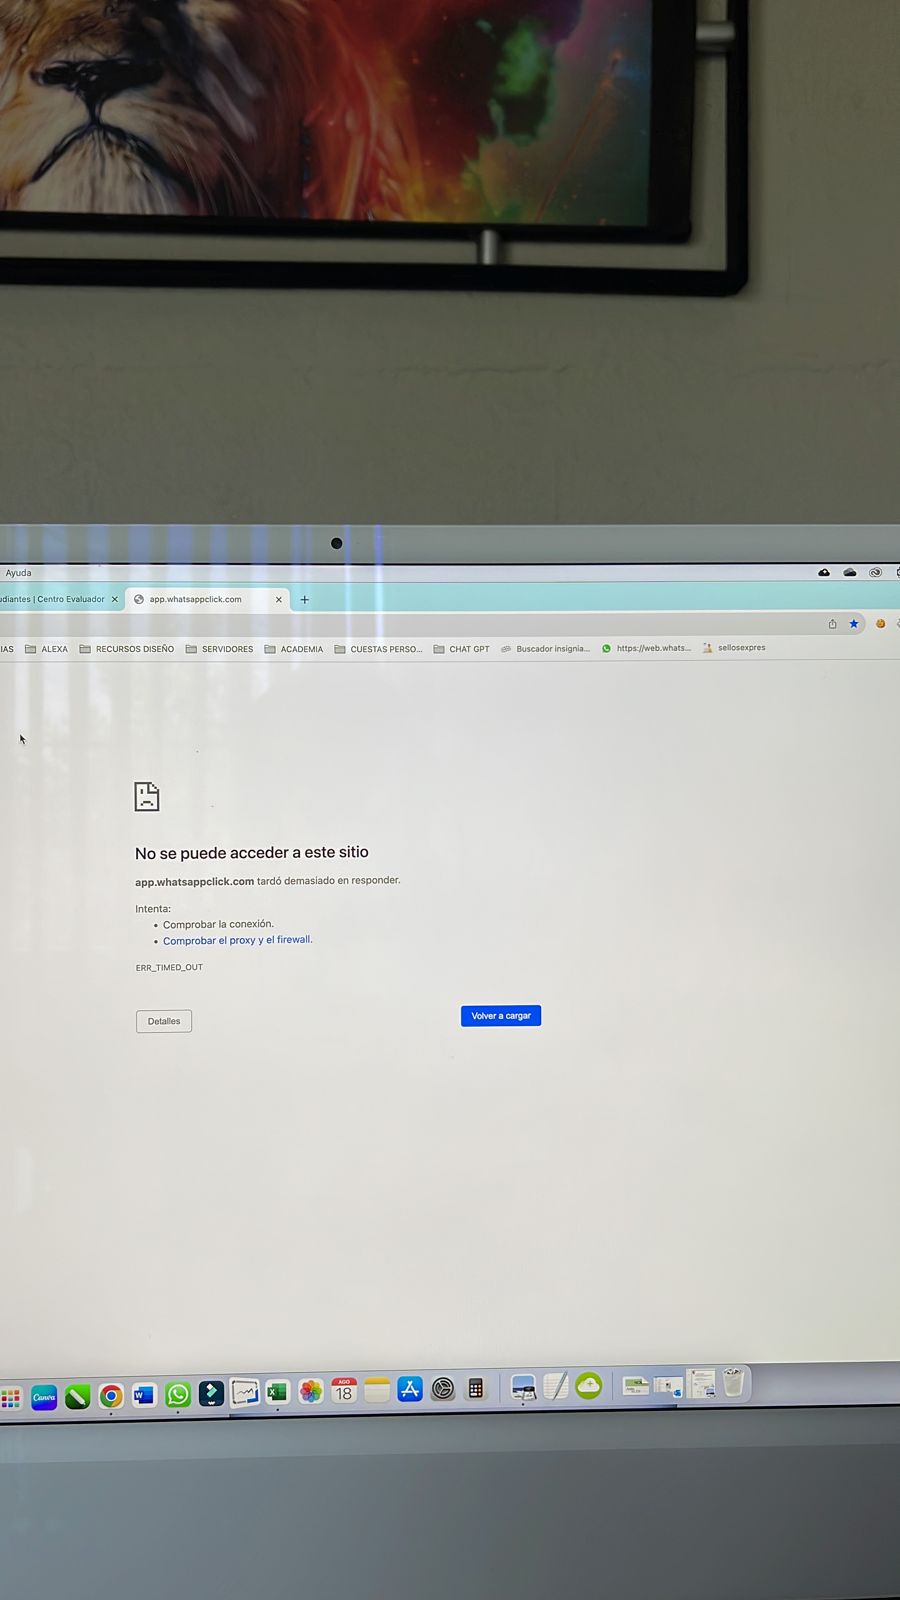 Ayuda
udiantes | Centro Evaluador
app.whatsappclick.com
IAS ALEXA RECURSOS DISEÑO SERVIDORES ACADEMIA CUESTAS PERSO... CHAT GPT Buscador insignia... https://web.whats... sellosexpres
No se puede acceder a este sitio
app.whatsappclick.com tardó demasiado en responder.
Intenta:
• Comprobar la conexión.
• Comprobar el proxy y el firewall.
ERR_TIMED_OUT
Detalles
Volver a cargar
Canva
W
X
AGO
18